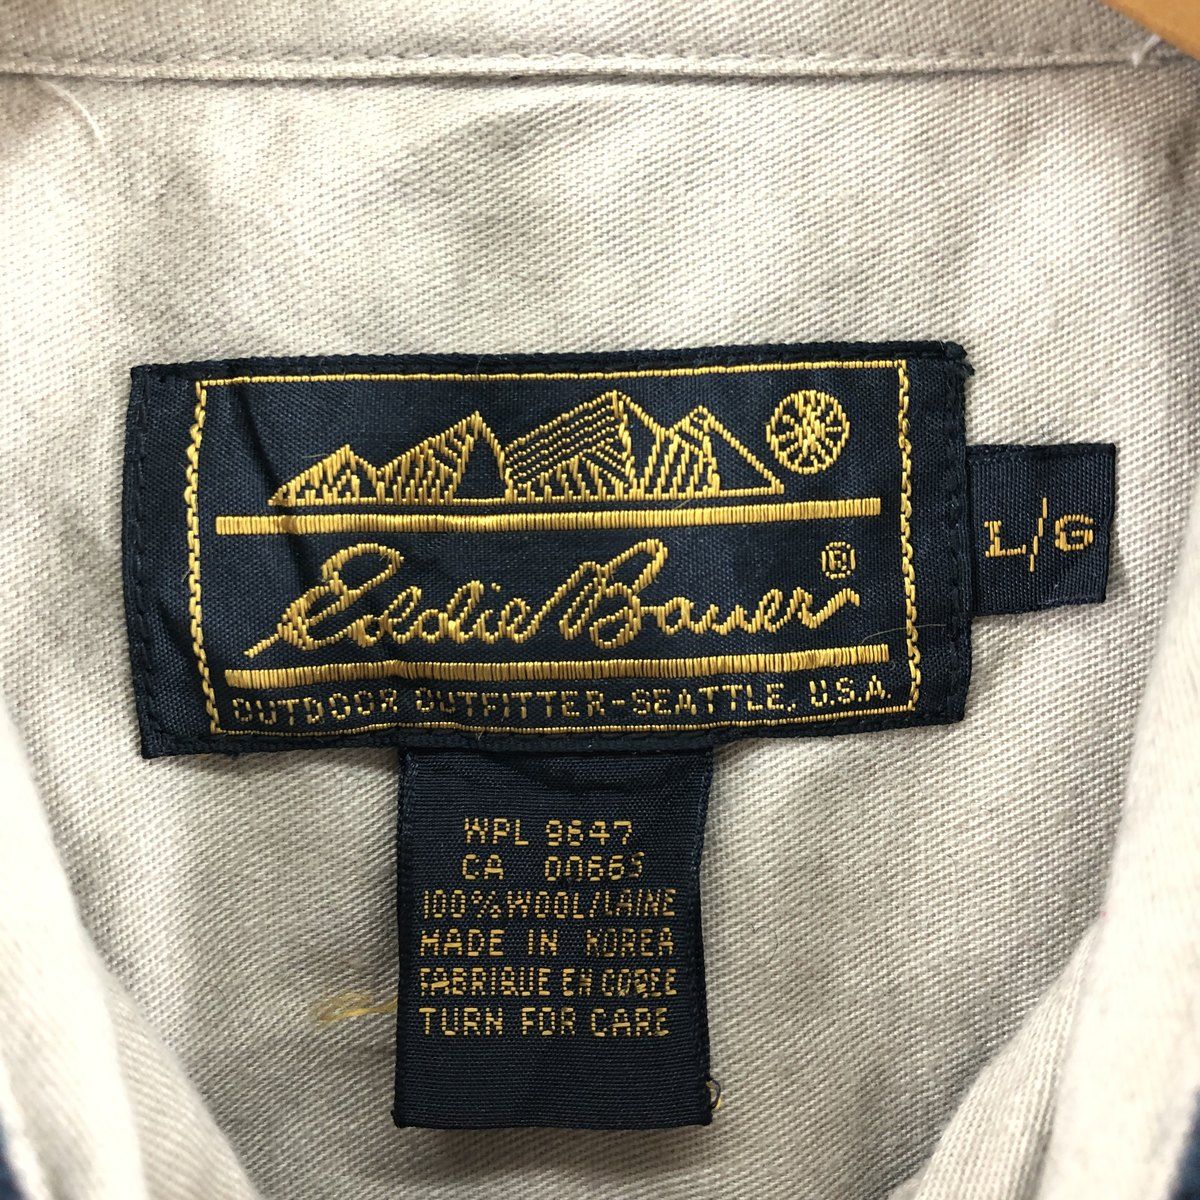 Eddie Bauer®
OUTDOOR OUTFITTER-SEATTLE, U.S.A.
L/G
WPL 9647
CA 00665
100% WOOL/LAINE
MADE IN KOREA
FABRIQUE EN COREE
TURN FOR CARE